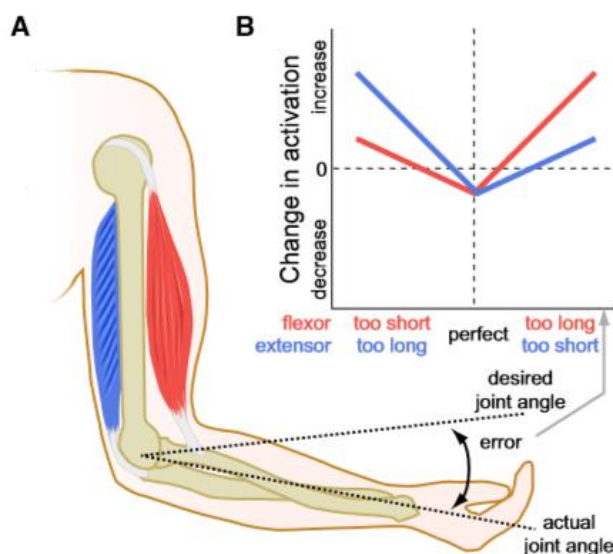 A
B
Change in activation
increase
0
decrease
flexor too short perfect too long
extensor too long too short
desired
joint angle
error
actual
joint angle